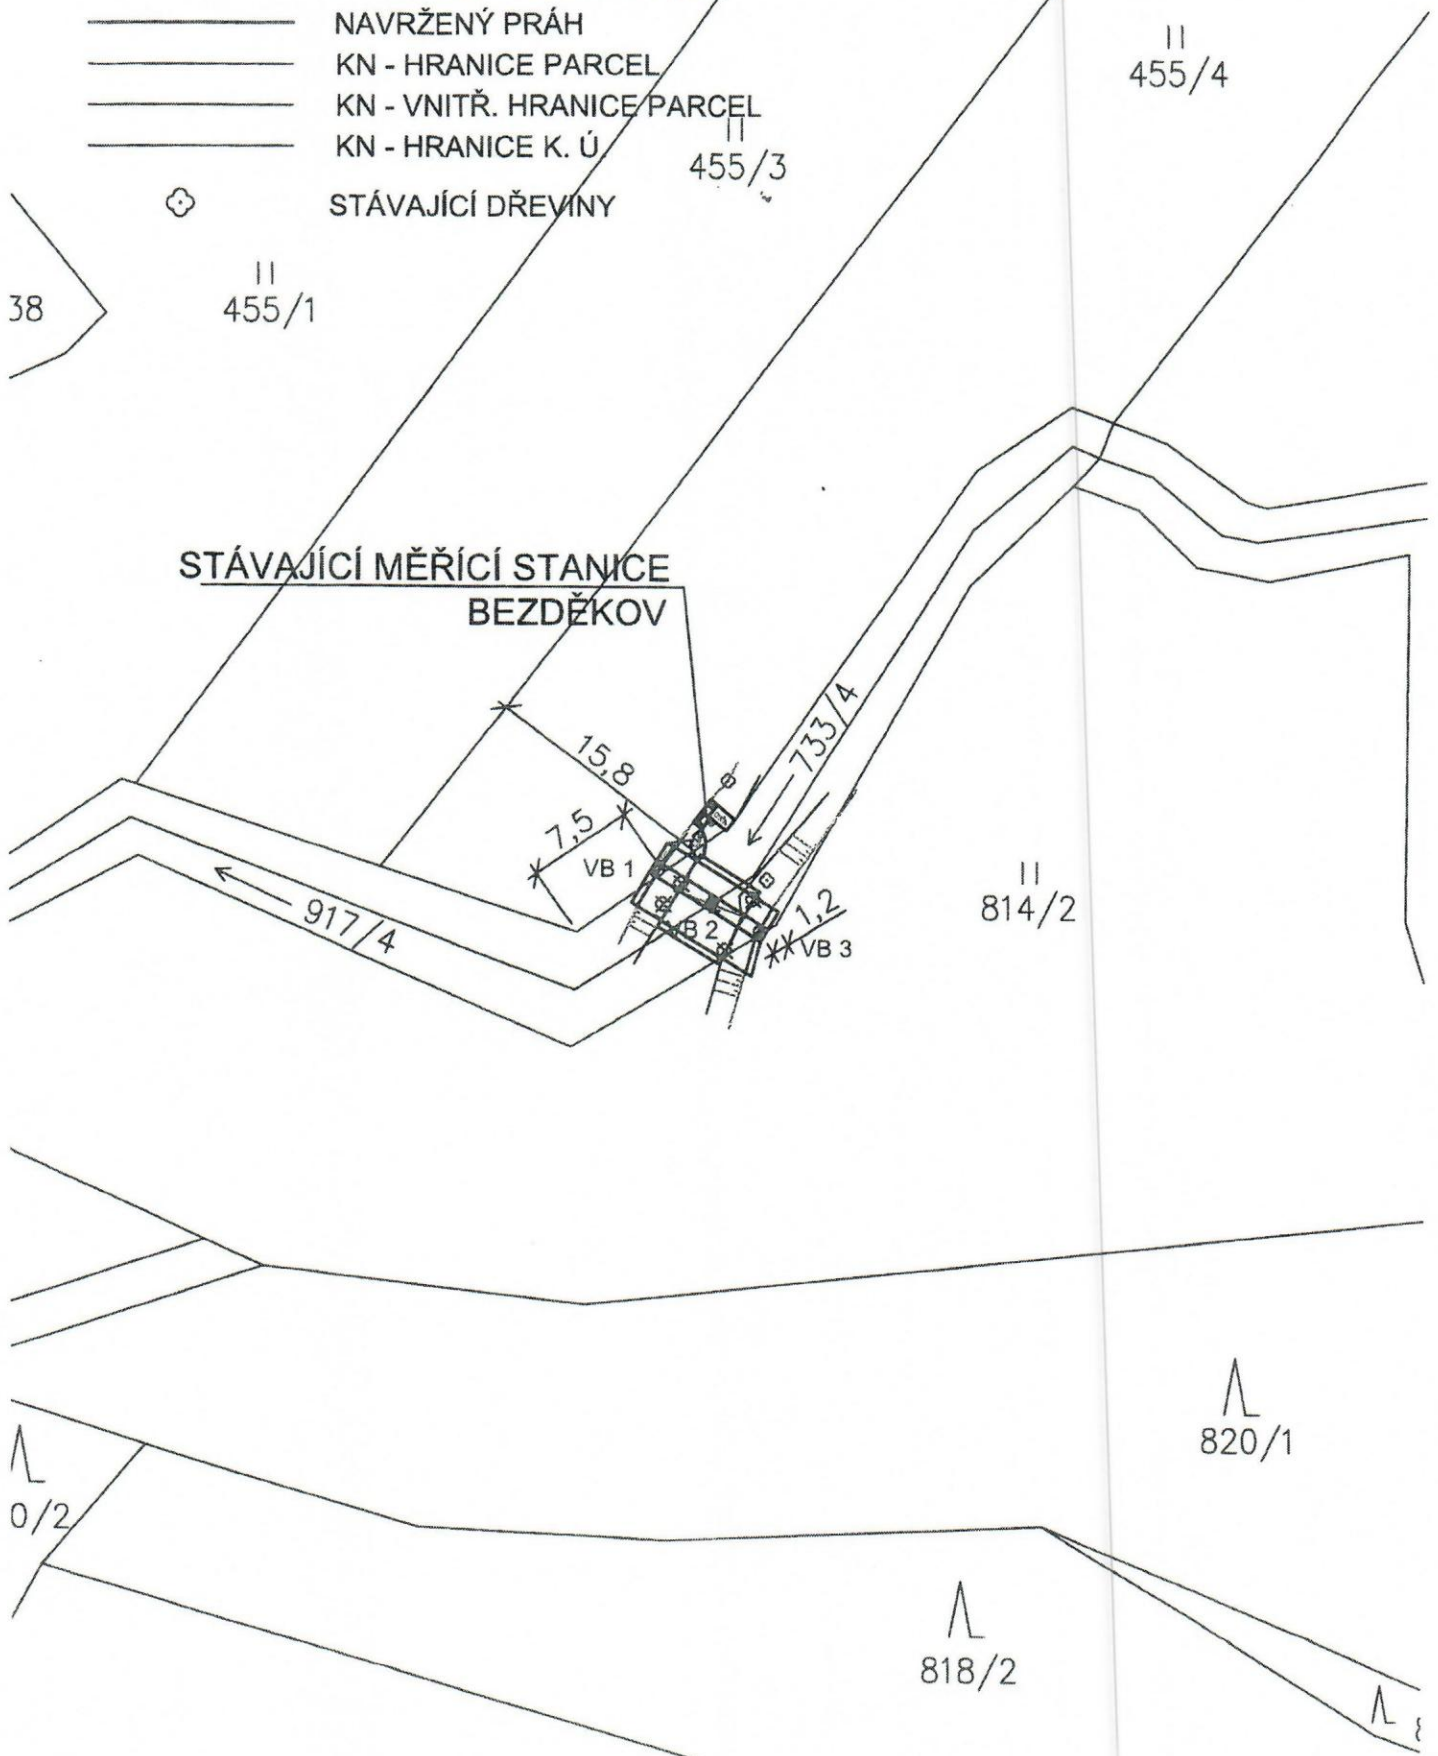 NAVRŽENÝ PRÁH
KN - HRANICE PARCEL
KN - VNITŘ. HRANICE PARCEL
KN - HRANICE K. Ú.
STÁVAJÍCÍ DŘEVINY
455/4
455/3
455/1
38
STÁVAJÍCÍ MĚŘÍCÍ STANICE
BEZDĚKOV
15,8
7,5
733/4
VB 1
VB 2
1,2
VB 3
917/4
814/2
820/1
0/2
818/2